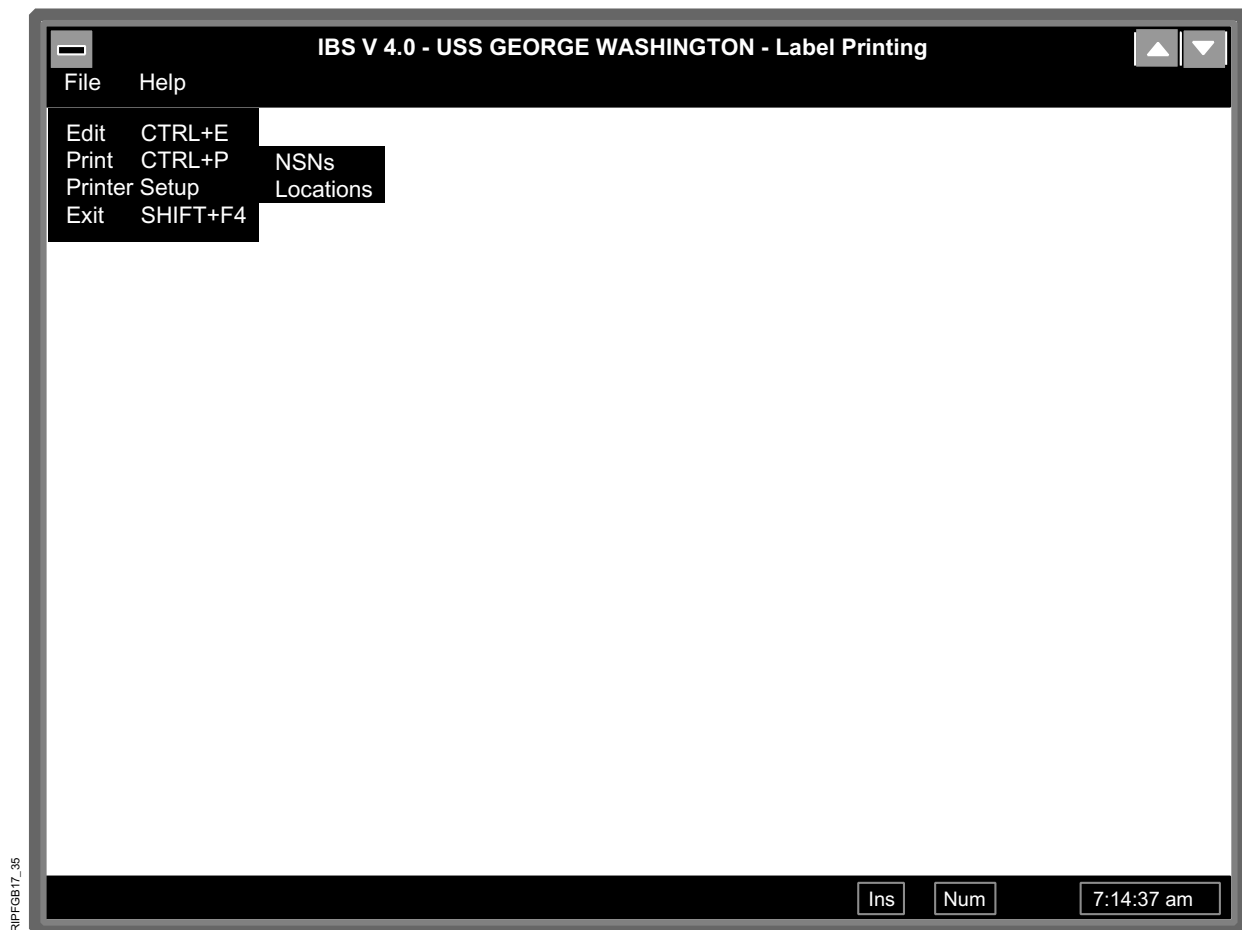 IBS V 4.0 - USS GEORGE WASHINGTON - Label Printing
File Help
Edit CTRL+E
Print CTRL+P
Printer Setup
Exit SHIFT+F4
NSNs
Locations
Ins Num 7:14:37 am
RIPFGB17_35